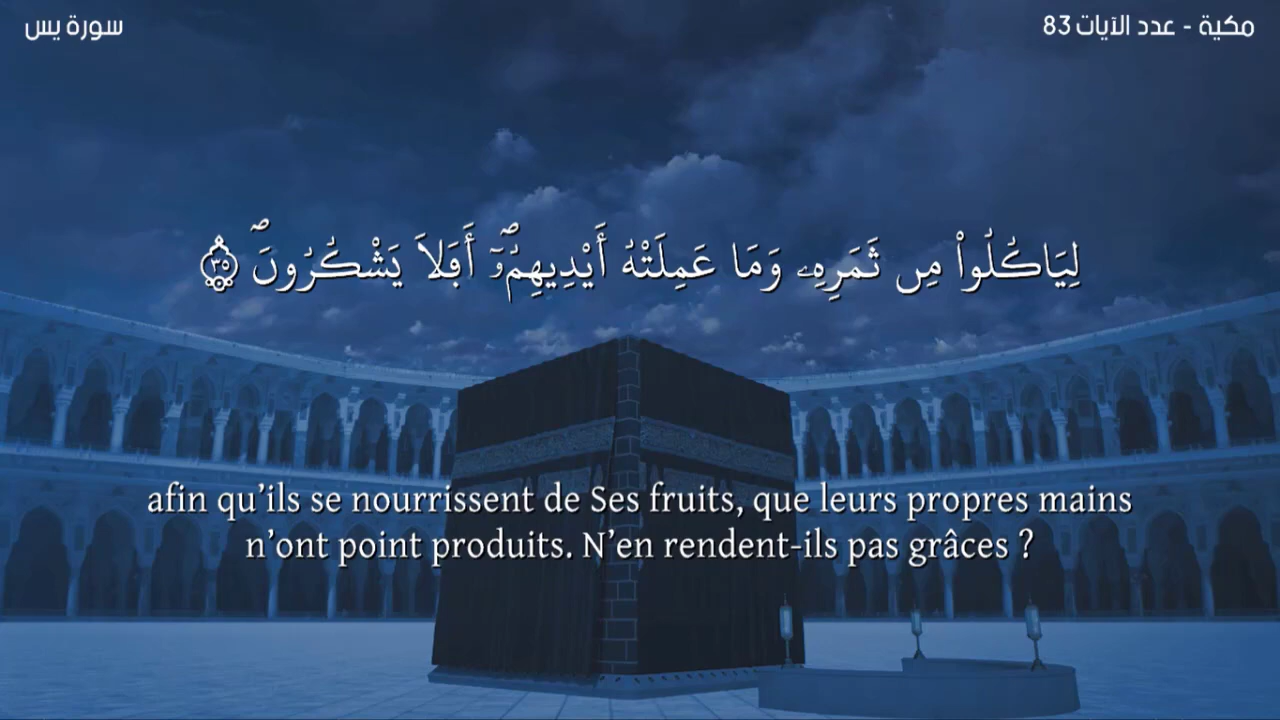 مكية - عدد الآيات 83
سورة يس
لِيَاكُلُواْ مِن ثَمَرِهِۦ وَمَا عَمِلَتْهُ أَيْدِيهِمُۥٓۖ أَفَلَا يَشْكُرُونَۖ ٣٥
afin qu’ils se nourrissent de Ses fruits, que leurs propres mains
n’ont point produits. N’en rendent-ils pas grâces ?